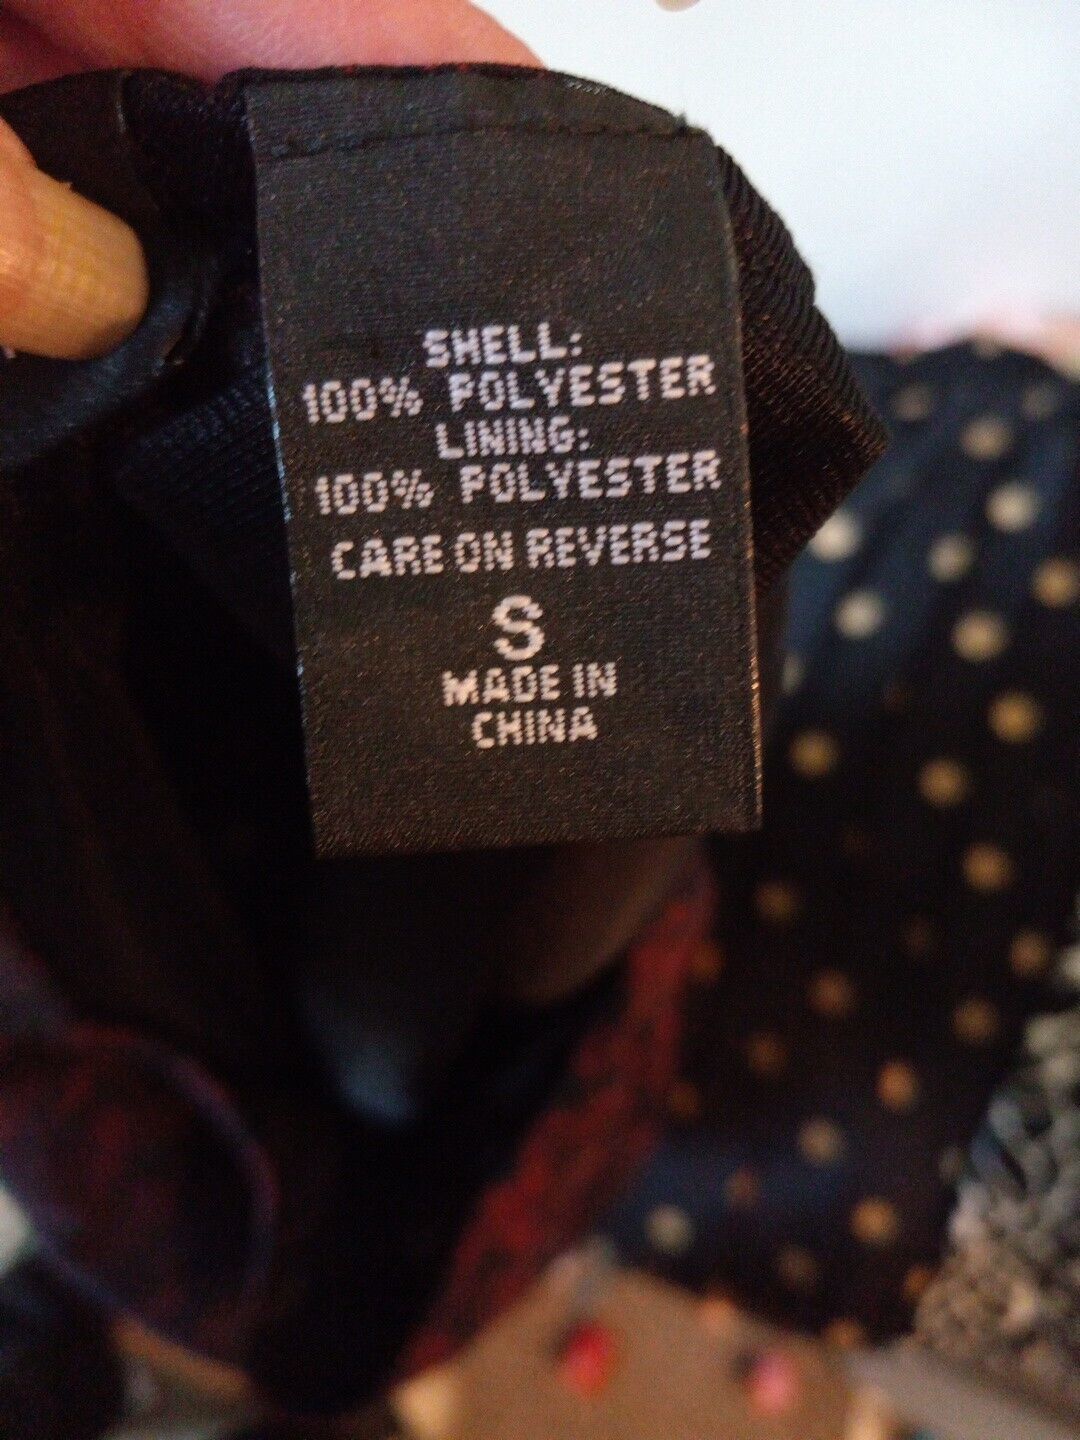 SHELL:
100% POLYESTER
LINING:
100% POLYESTER
CARE ON REVERSE
S
MADE IN
CHINA